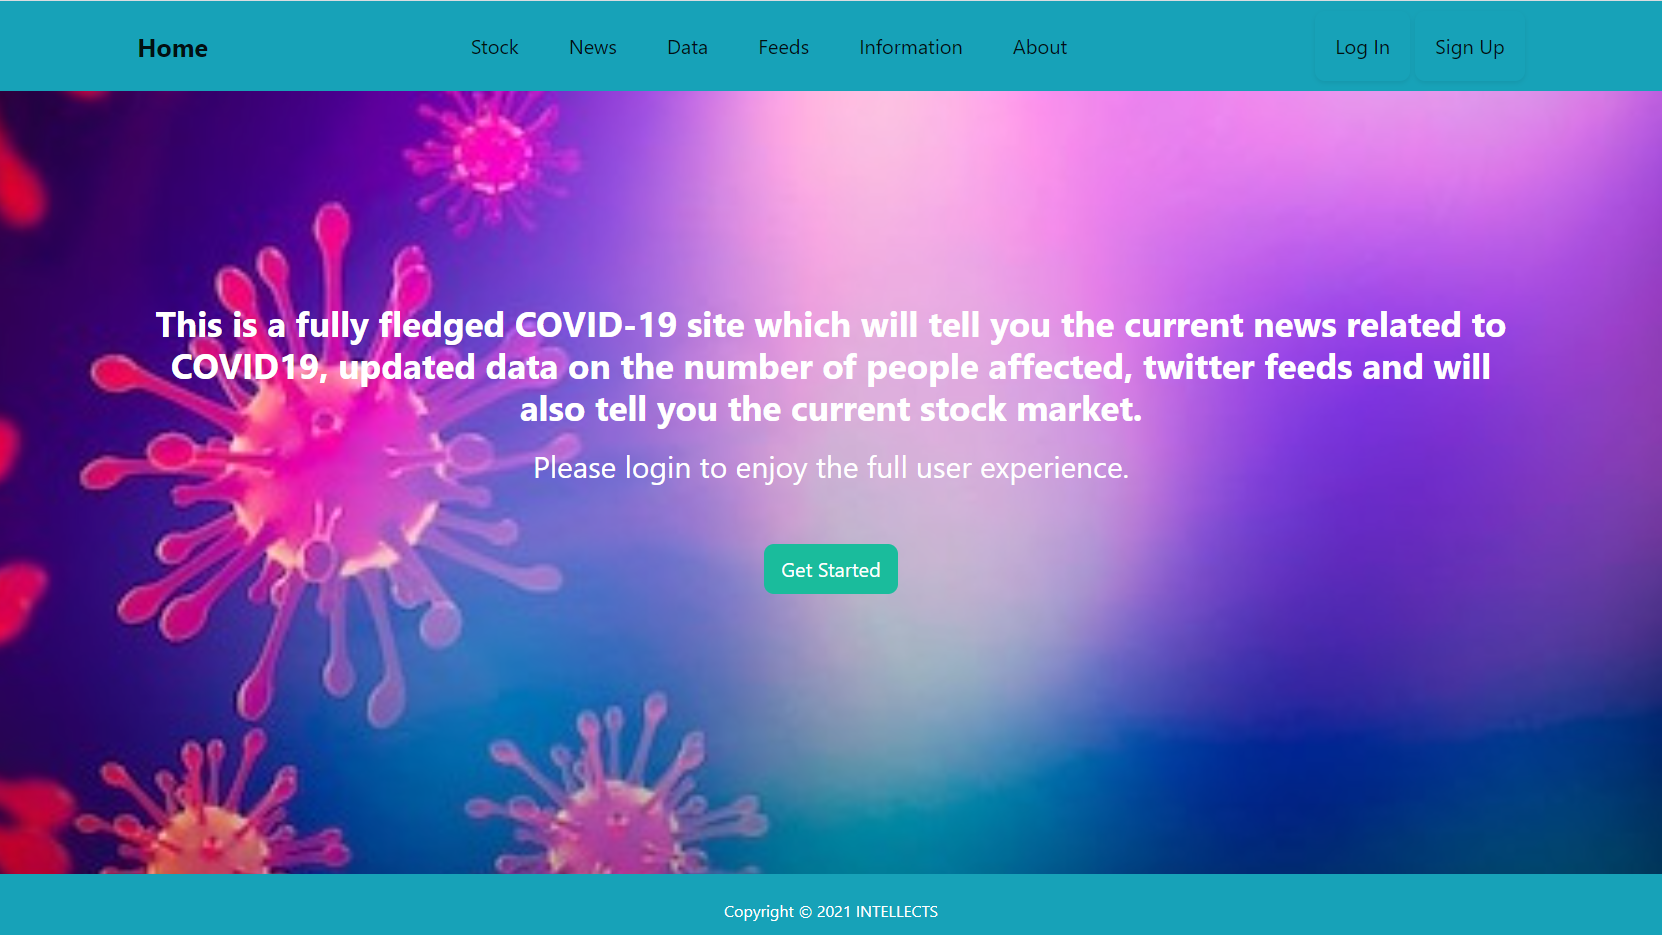 Home
Stock News Data Feeds Information About
Log In Sign Up
This is a fully fledged COVID-19 site which will tell you the current news related to
COVID19, updated data on the number of people affected, twitter feeds and will
also tell you the current stock market.
Please login to enjoy the full user experience.
Get Started
Copyright © 2021 INTELLECTS